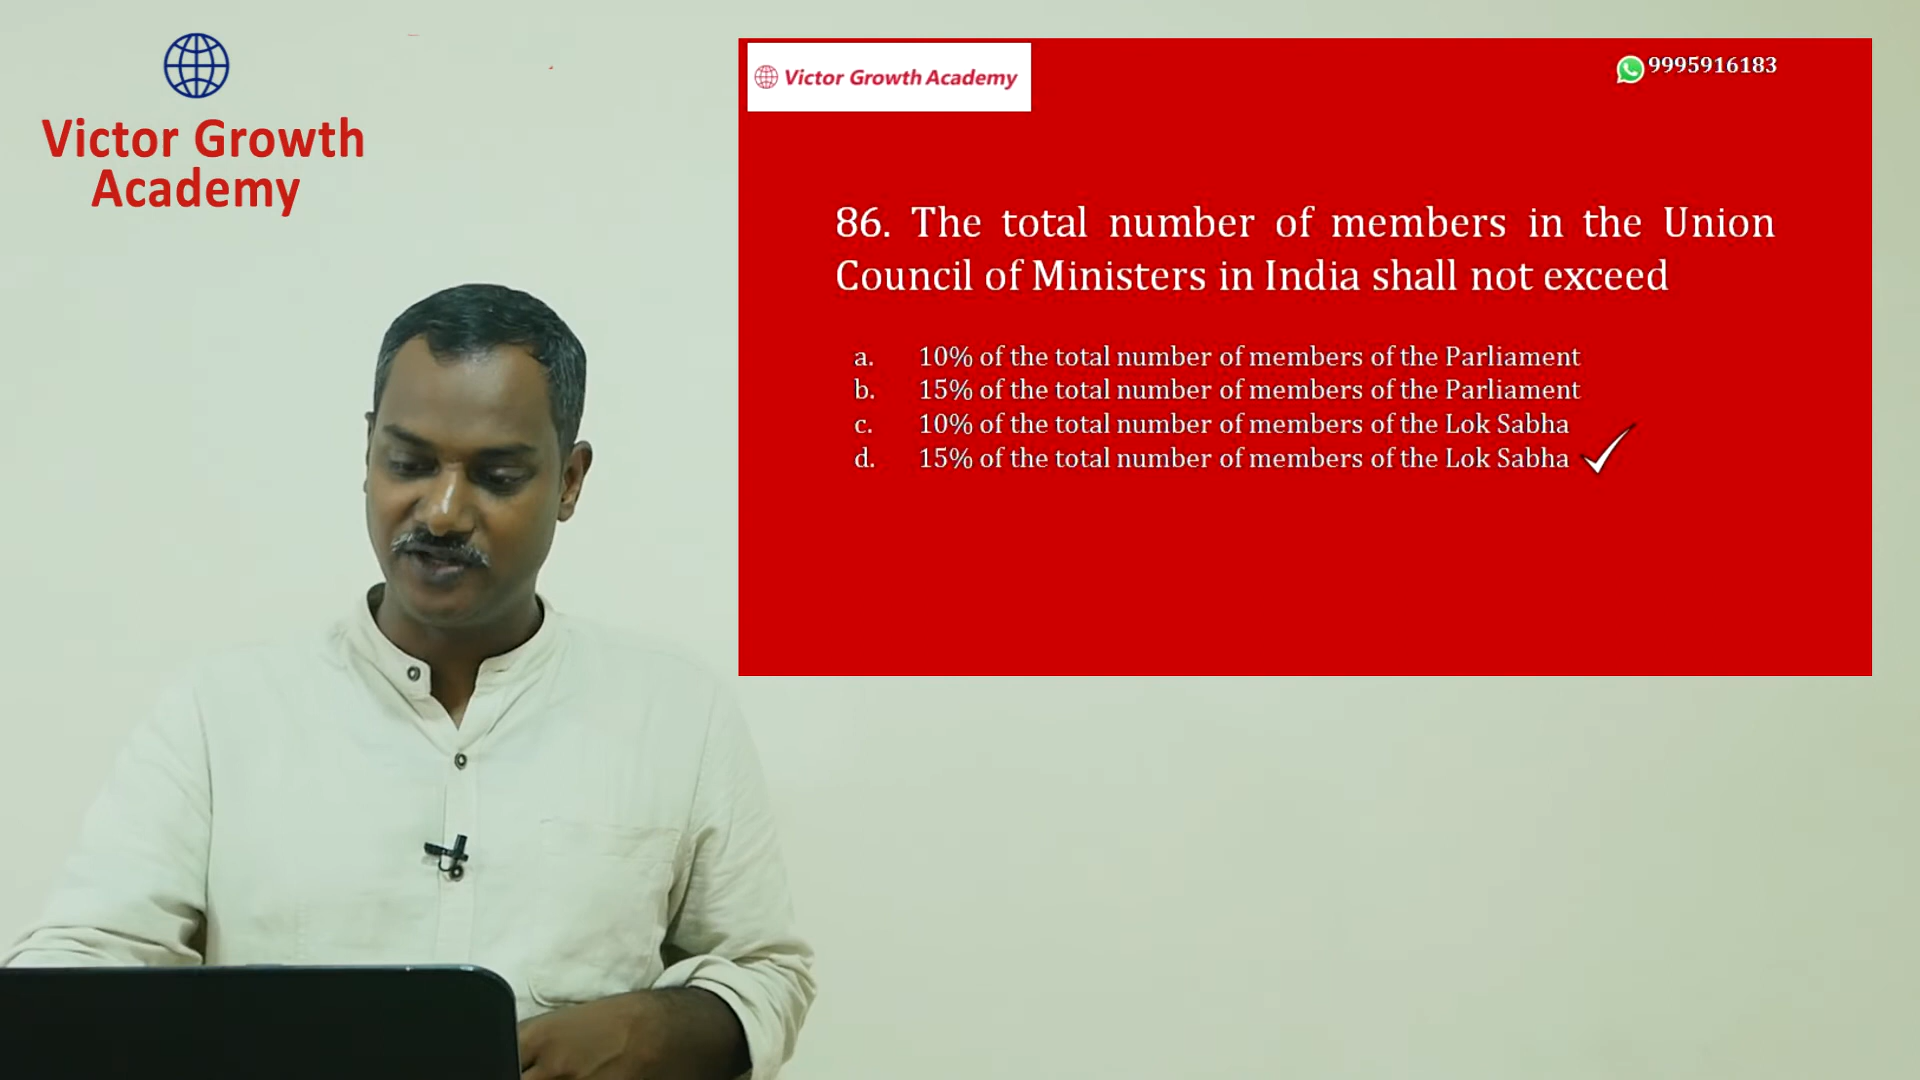 Victor Growth
Academy
Victor Growth Academy
9995916183
86. The total number of members in the Union
Council of Ministers in India shall not exceed
a. 10% of the total number of members of the Parliament
b. 15% of the total number of members of the Parliament
c. 10% of the total number of members of the Lok Sabha
d. 15% of the total number of members of the Lok Sabha